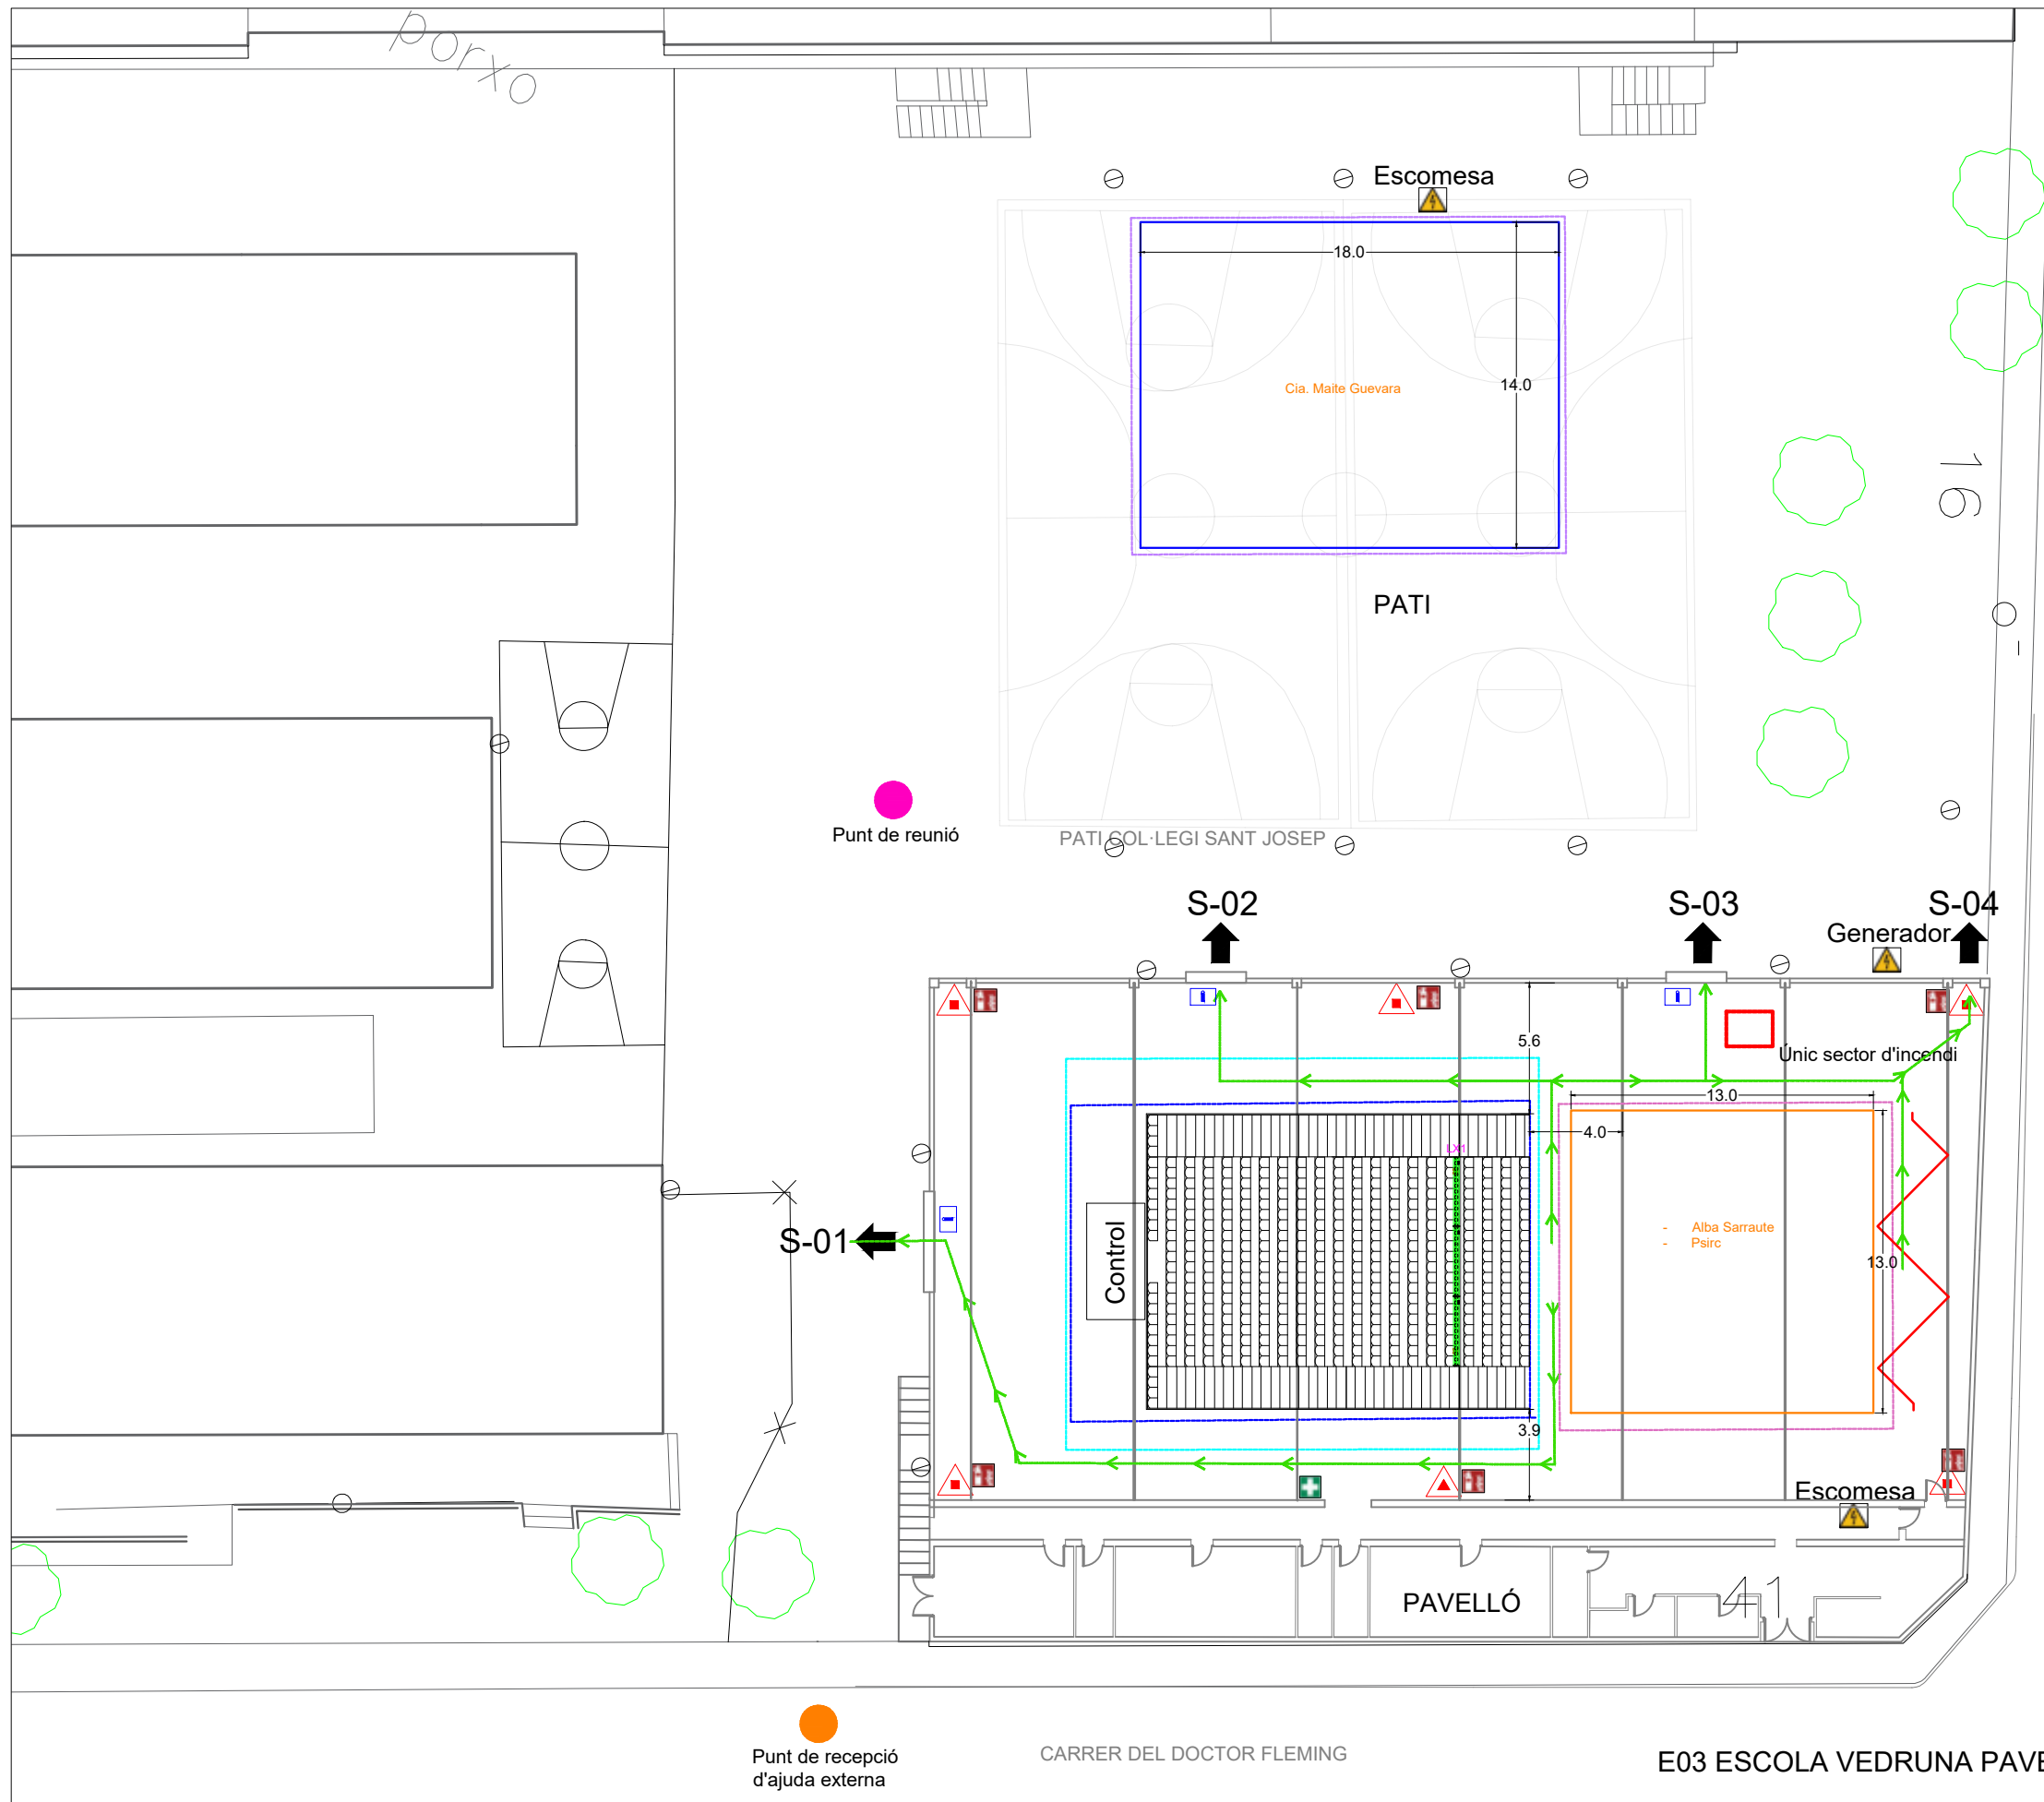 porxo
Escomesa
18.0
14.0
Cia. Maite Guevara
16
PATI
Punt de reunió
PATI COL·LEGI SANT JOSEP
S-02
S-03
S-04
Generador
5.6
Únic sector d'incendi
13.0
4.0
LX1
S-01
Control
- Alba Sarraute
- Psirc
13.0
3.9
Escomesa
PAVELLÓ
41
Punt de recepció
d'ajuda externa
CARRER DEL DOCTOR FLEMING
E03 ESCOLA VEDRUNA PAVE